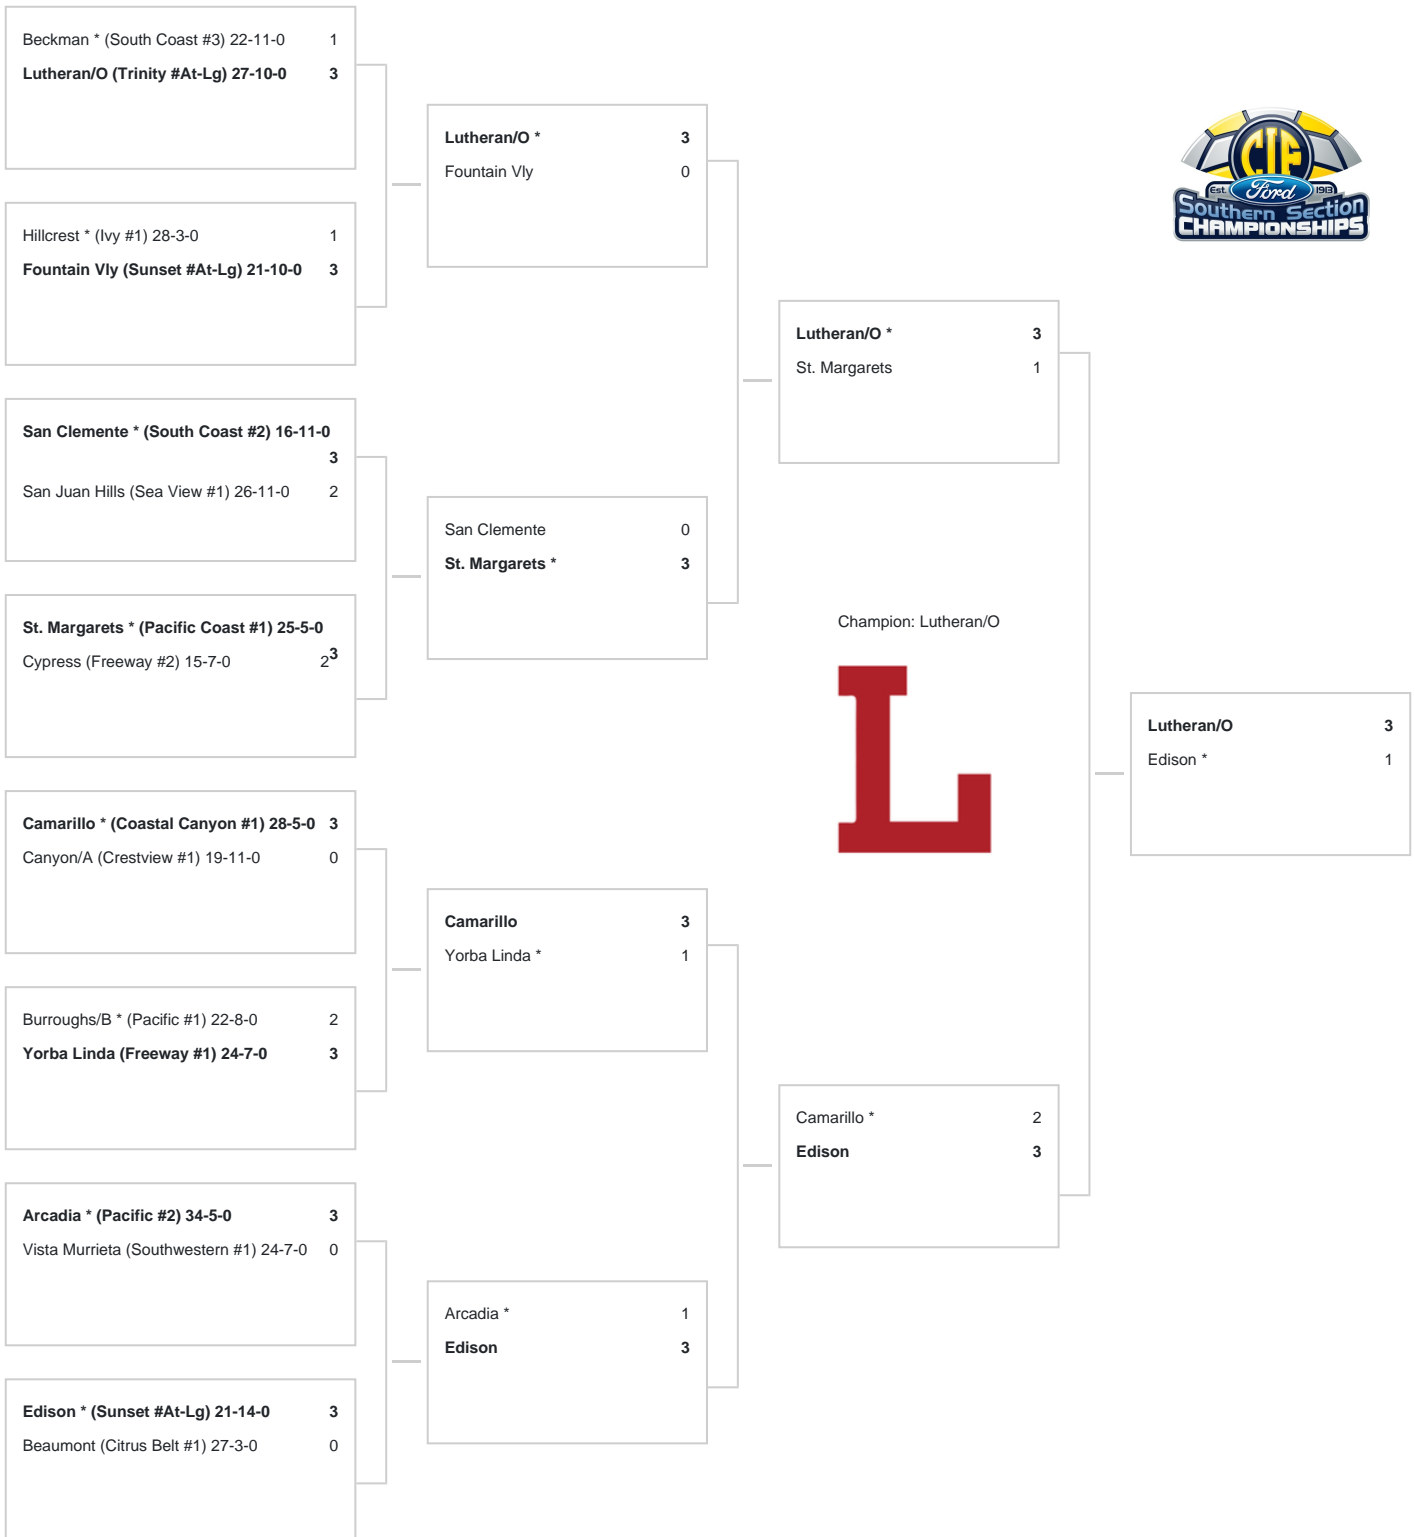 Beckman * (South Coast #3) 22-11-0 1
Lutheran/O (Trinity #At-Lg) 27-10-0 3
Hillcrest * (Ivy #1) 28-3-0 1
Fountain Vly (Sunset #At-Lg) 21-10-0 3
San Clemente * (South Coast #2) 16-11-0
3
San Juan Hills (Sea View #1) 26-11-0 2
St. Margarets * (Pacific Coast #1) 25-5-0
3
Cypress (Freeway #2) 15-7-0 2
Camarillo * (Coastal Canyon #1) 28-5-0 3
Canyon/A (Crestview #1) 19-11-0 0
Burroughs/B * (Pacific #1) 22-8-0 2
Yorba Linda (Freeway #1) 24-7-0 3
Arcadia * (Pacific #2) 34-5-0 3
Vista Murrieta (Southwestern #1) 24-7-0 0
Edison * (Sunset #At-Lg) 21-14-0 3
Beaumont (Citrus Belt #1) 27-3-0 0
Lutheran/O * 3
Fountain Vly 0
San Clemente 0
St. Margarets * 3
Camarillo 3
Yorba Linda * 1
Arcadia * 1
Edison 3
Lutheran/O * 3
St. Margarets 1
Camarillo * 2
Edison 3
Champion: Lutheran/O
L
Lutheran/O 3
Edison * 1
CIF
Est. Ford 1913
Southern Section
CHAMPIONSHIPS